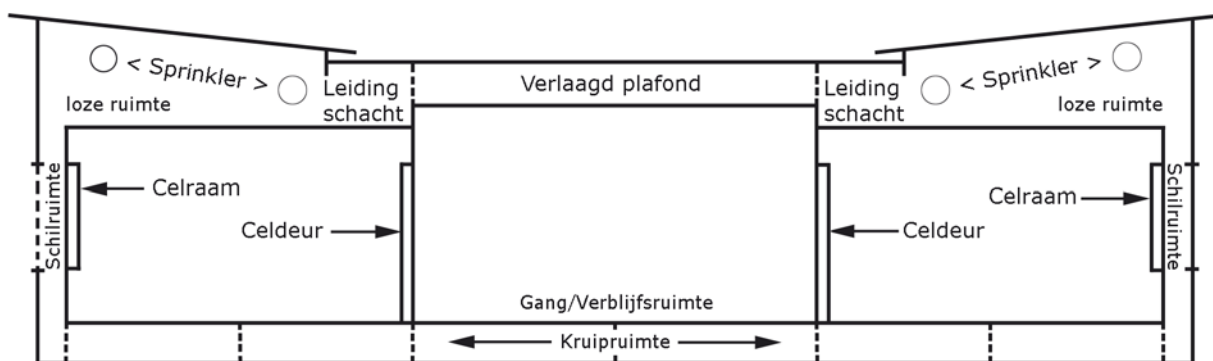 < Sprinkler >
Leiding
schacht
loze ruimte
Verlaagd plafond
Leiding
schacht
< Sprinkler >
loze ruimte
Schilruimte
Celraam
Celdeur
Celraam
Celdeur
Schilruimte
Gang/Verblijfsruimte
Kruipruimte